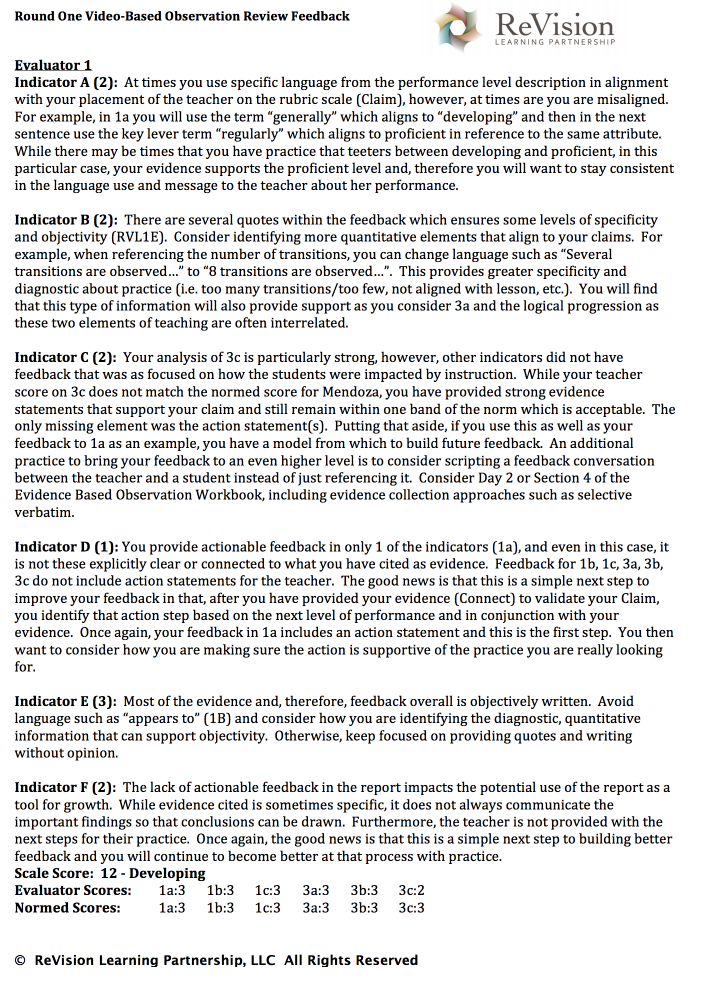 Round One Video-Based Observation Review Feedback
ReVision
LEARNING PARTNERSHIP
Evaluator 1
Indicator A (2): At times you use specific language from the performance level description in alignment
with your placement of the teacher on the rubric scale (Claim), however, at times are you are misaligned.
For example, in 1a you will use the term “generally” which aligns to “developing” and then in the next
sentence use the key lever term “regularly” which aligns to proficient in reference to the same attribute.
While there may be times that you have practice that teeters between developing and proficient, in this
particular case, your evidence supports the proficient level and, therefore you will want to stay consistent
in the language use and message to the teacher about her performance.
Indicator B (2): There are several quotes within the feedback which ensures some levels of specificity
and objectivity (RVL1E). Consider identifying more quantitative elements that align to your claims. For
example, when referencing the number of transitions, you can change language such as “Several
transitions are observed…” to “8 transitions are observed…”. This provides greater specificity and
diagnostic about practice (i.e. too many transitions/too few, not aligned with lesson, etc.). You will find
that this type of information will also provide support as you consider 3a and the logical progression as
these two elements of teaching are often interrelated.
Indicator C (2): Your analysis of 3c is particularly strong, however, other indicators did not have
feedback that was as focused on how the students were impacted by instruction. While your teacher
score on 3c does not match the normed score for Mendoza, you have provided strong evidence
statements that support your claim and still remain within one band of the norm which is acceptable. The
only missing element was the action statement(s). Putting that aside, if you use this as well as your
feedback to 1a as an example, you have a model from which to build future feedback. An additional
practice to bring your feedback to an even higher level is to consider scripting a feedback conversation
between the teacher and a student instead of just referencing it. Consider Day 2 or Section 4 of the
Evidence Based Observation Workbook, including evidence collection approaches such as selective
verbatim.
Indicator D (1): You provide actionable feedback in only 1 of the indicators (1a), and even in this case, it
is not these explicitly clear or connected to what you have cited as evidence. Feedback for 1b, 1c, 3a, 3b,
3c do not include action statements for the teacher. The good news is that this is a simple next step to
improve your feedback in that, after you have provided your evidence (Connect) to validate your Claim,
you identify that action step based on the next level of performance and in conjunction with your
evidence. Once again, your feedback in 1a includes an action statement and this is the first step. You then
want to consider how you are making sure the action is supportive of the practice you are really looking
for.
Indicator E (3): Most of the evidence and, therefore, feedback overall is objectively written. Avoid
language such as “appears to” (1B) and consider how you are identifying the diagnostic, quantitative
information that can support objectivity. Otherwise, keep focused on providing quotes and writing
without opinion.
Indicator F (2): The lack of actionable feedback in the report impacts the potential use of the report as a
tool for growth. While evidence cited is sometimes specific, it does not always communicate the
important findings so that conclusions can be drawn. Furthermore, the teacher is not provided with the
next steps for their practice. Once again, the good news is that this is a simple next step to building better
feedback and you will continue to become better at that process with practice.
Scale Score: 12 - Developing
Evaluator Scores: 1a:3 1b:3 1c:3 3a:3 3b:3 3c:2
Normed Scores: 1a:3 1b:3 1c:3 3a:3 3b:3 3c:3
© ReVision Learning Partnership, LLC All Rights Reserved